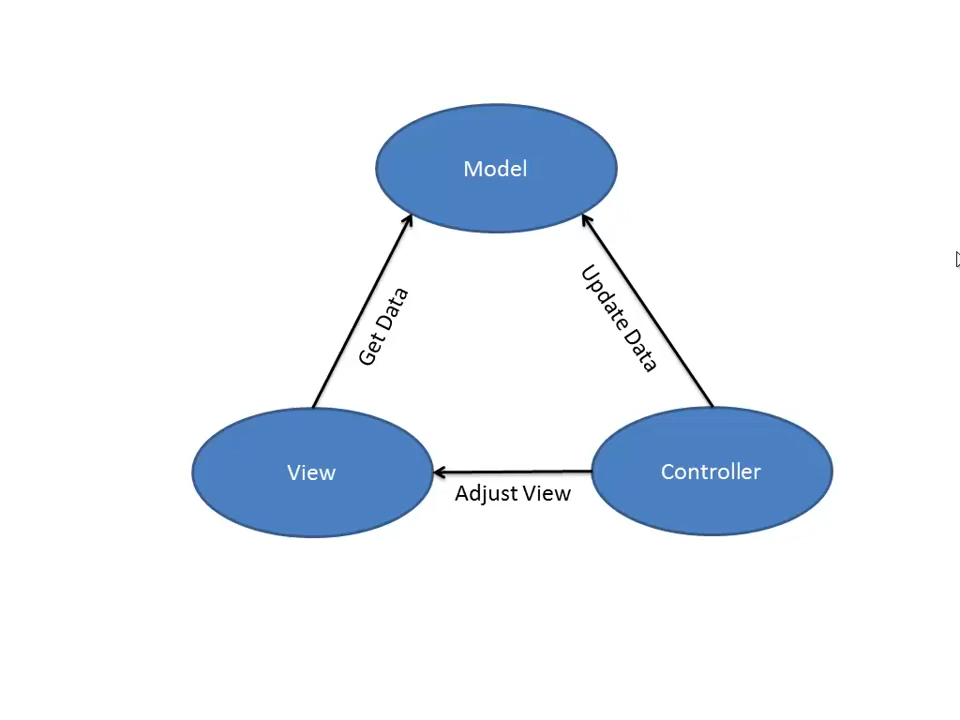 Model
Get Data
Update Data
View
Controller
Adjust View